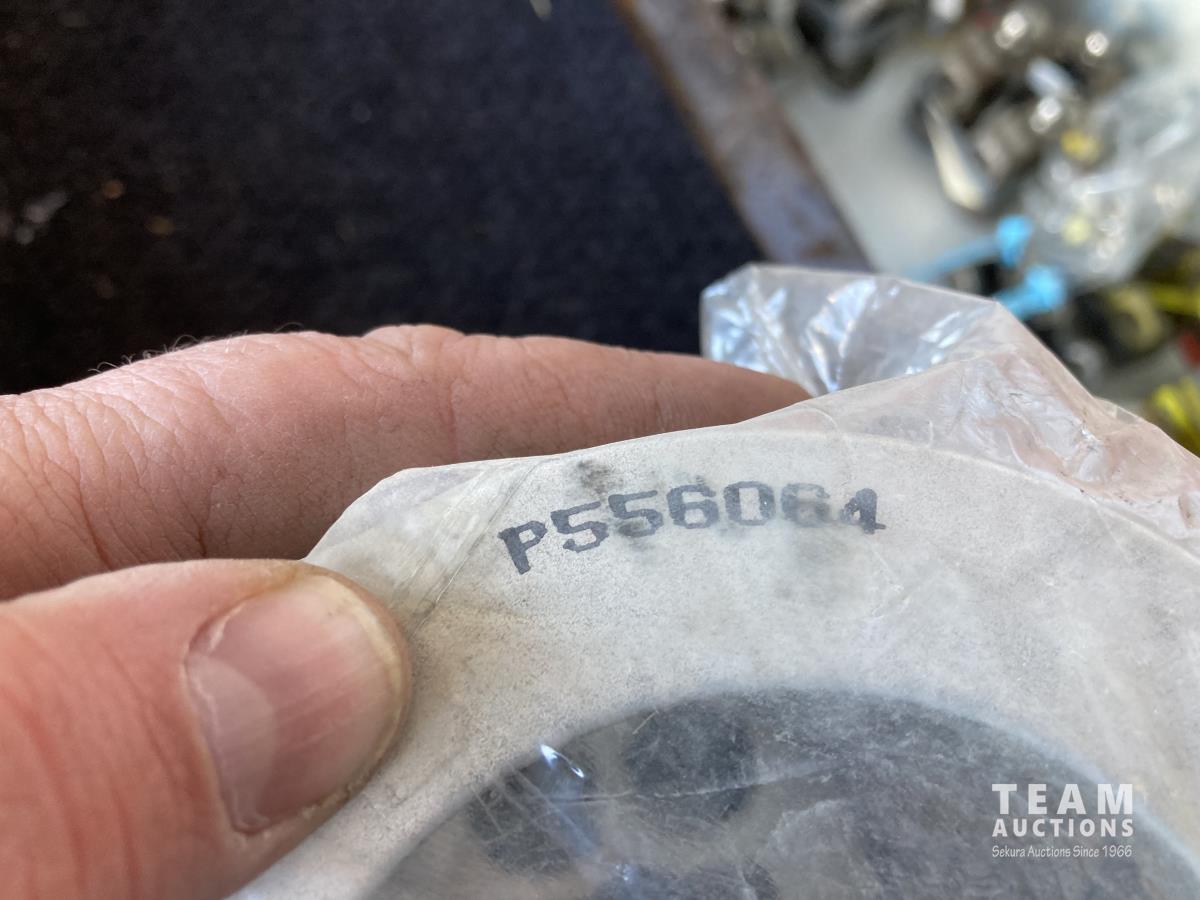 P556064
TEAM
AUCTIONS
Sekura Auctions Since 1966